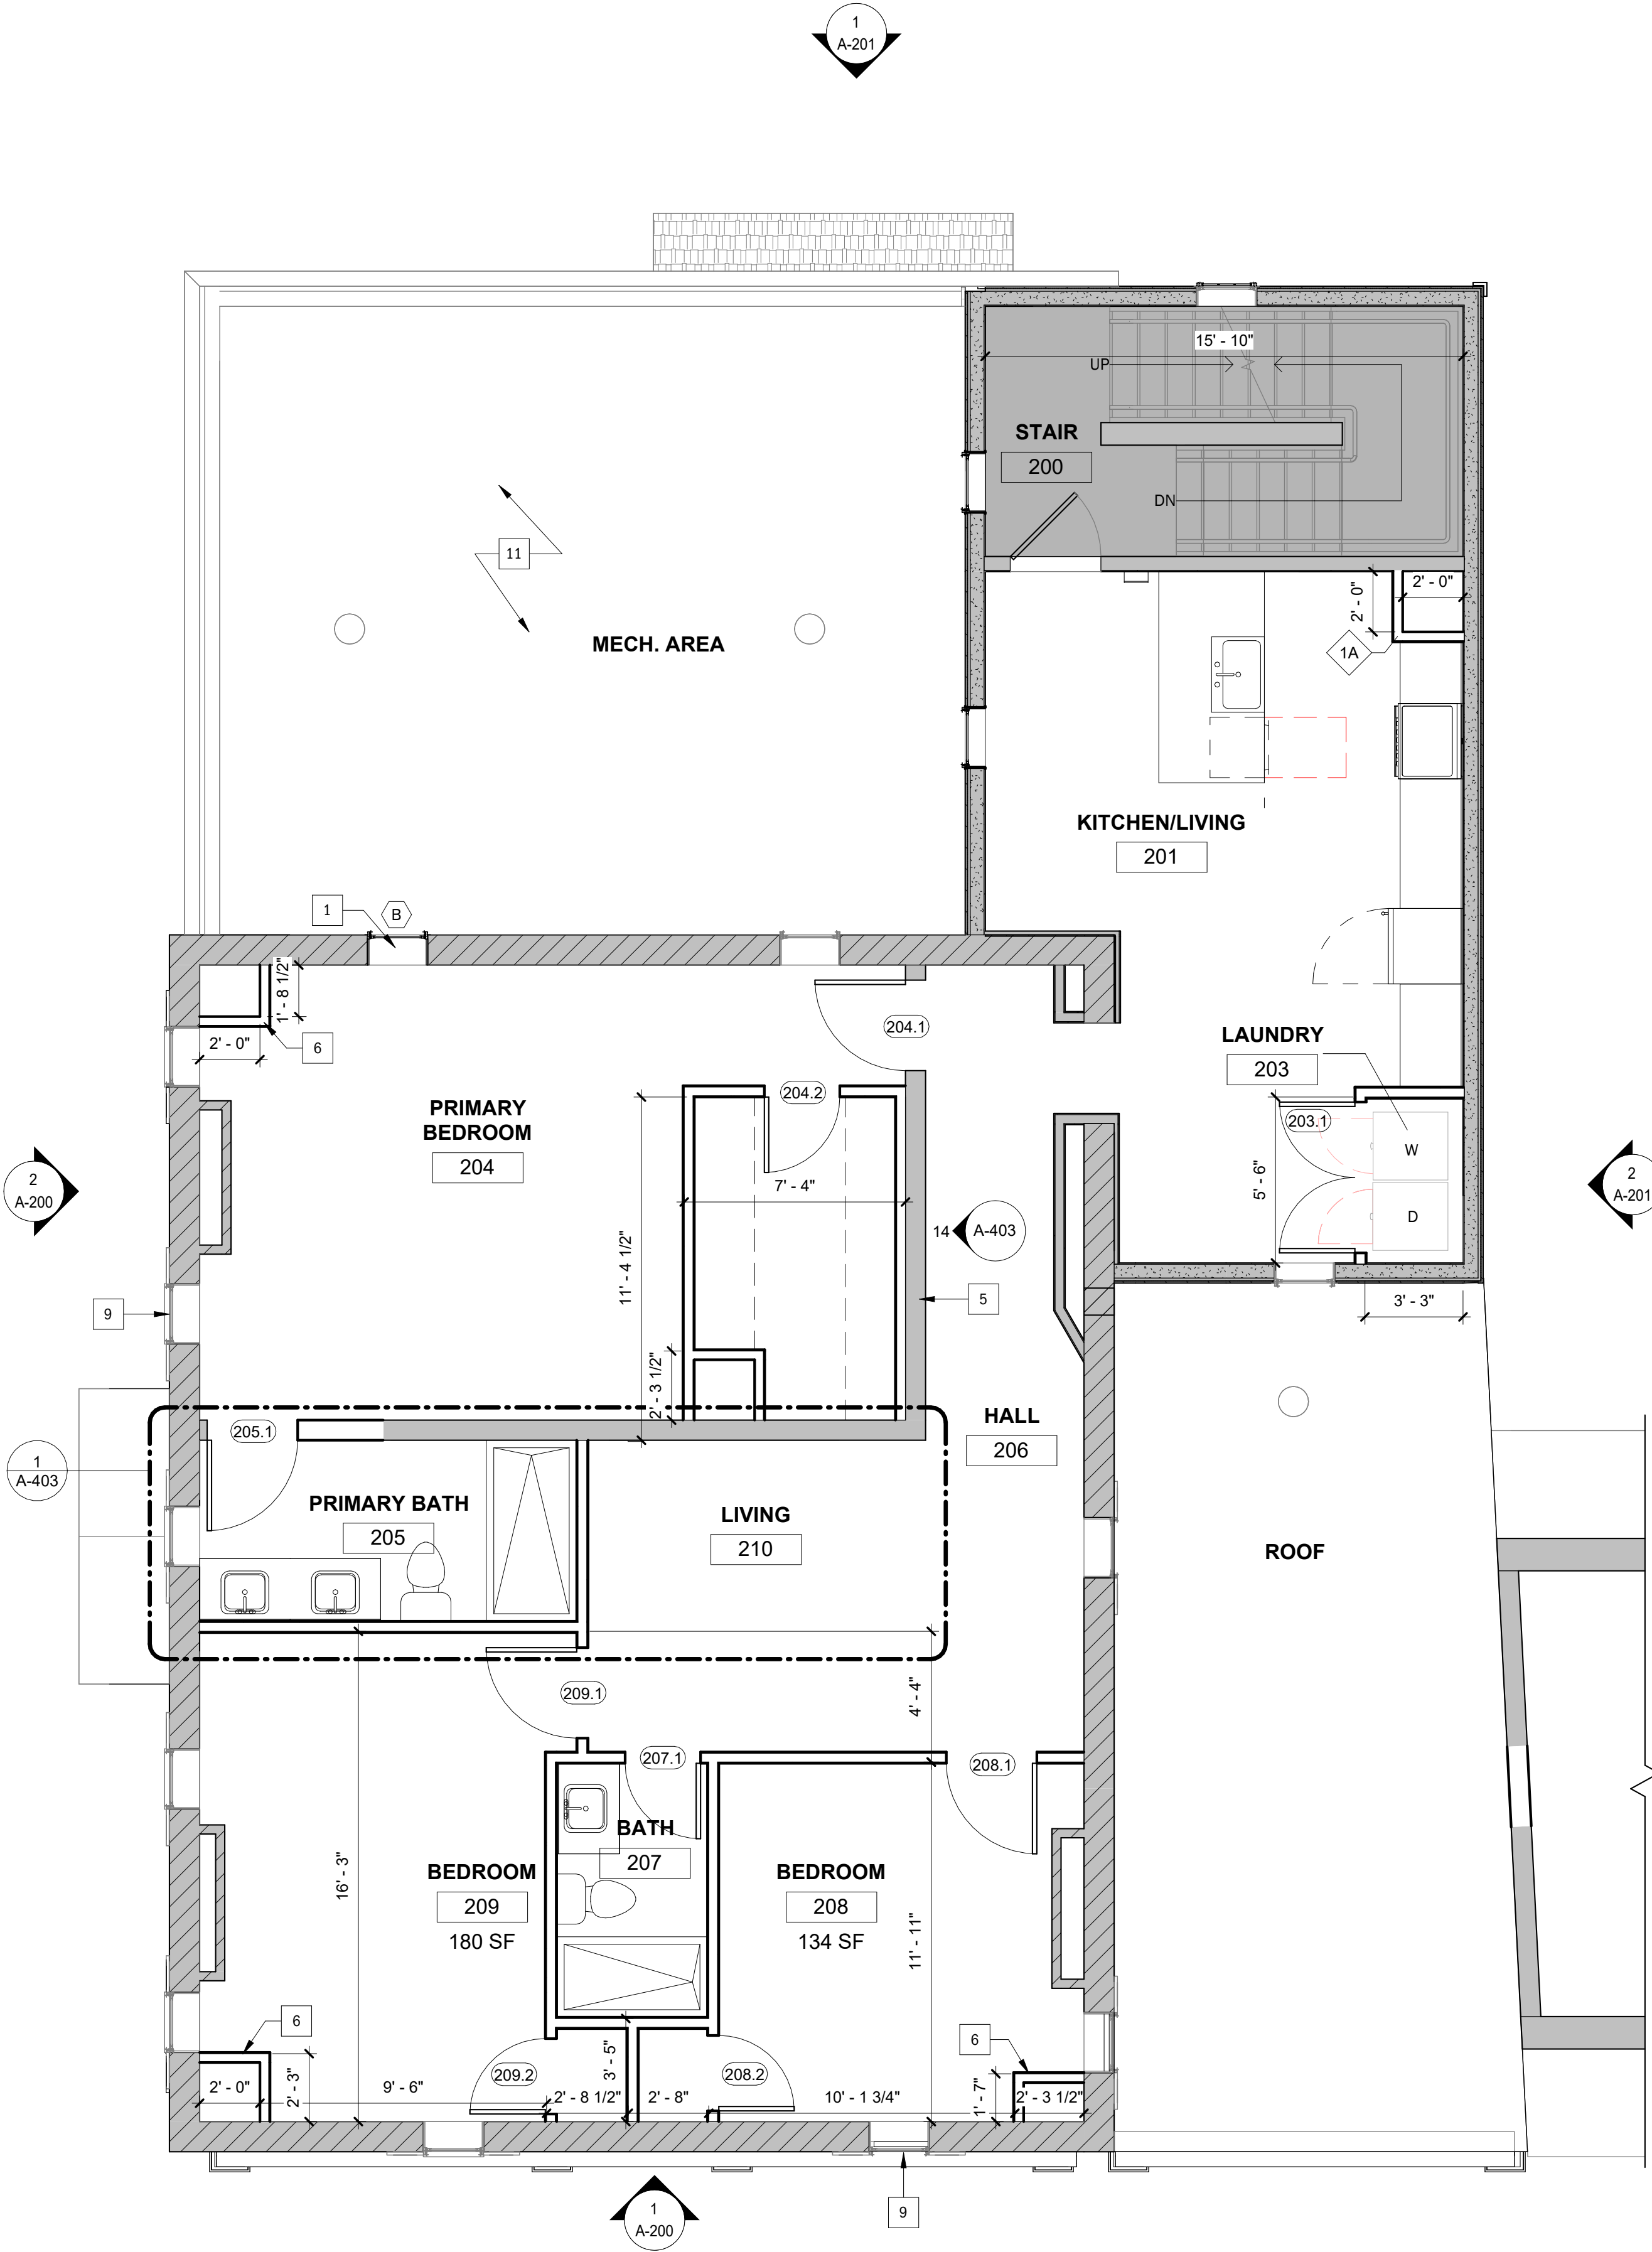 1
A-201
15' - 10"
UP
STAIR
200
DN
11
MECH. AREA
2' - 0"
2' - 0"
1A
KITCHEN/LIVING
201
1
B
1' - 8 1/2"
2' - 0"
6
204.1
LAUNDRY
203
204.2
PRIMARY
BEDROOM
204
203.1
W
D
5' - 6"
2
A-200
2
A-201
7' - 4"
14
A-403
11' - 4 1/2"
9
5
3' - 3"
2' - 3 1/2"
HALL
206
205.1
1
A-403
PRIMARY BATH
205
LIVING
210
ROOF
209.1
4' - 4"
207.1
208.1
BATH
207
16' - 3"
BEDROOM
209
180 SF
BEDROOM
208
134 SF
11' - 11"
6
6
209.2
3' - 5"
208.2
2' - 0"
2' - 3"
9' - 6"
2' - 8 1/2"
2' - 8"
10' - 1 3/4"
1' - 7"
2' - 3 1/2"
1
A-200
9